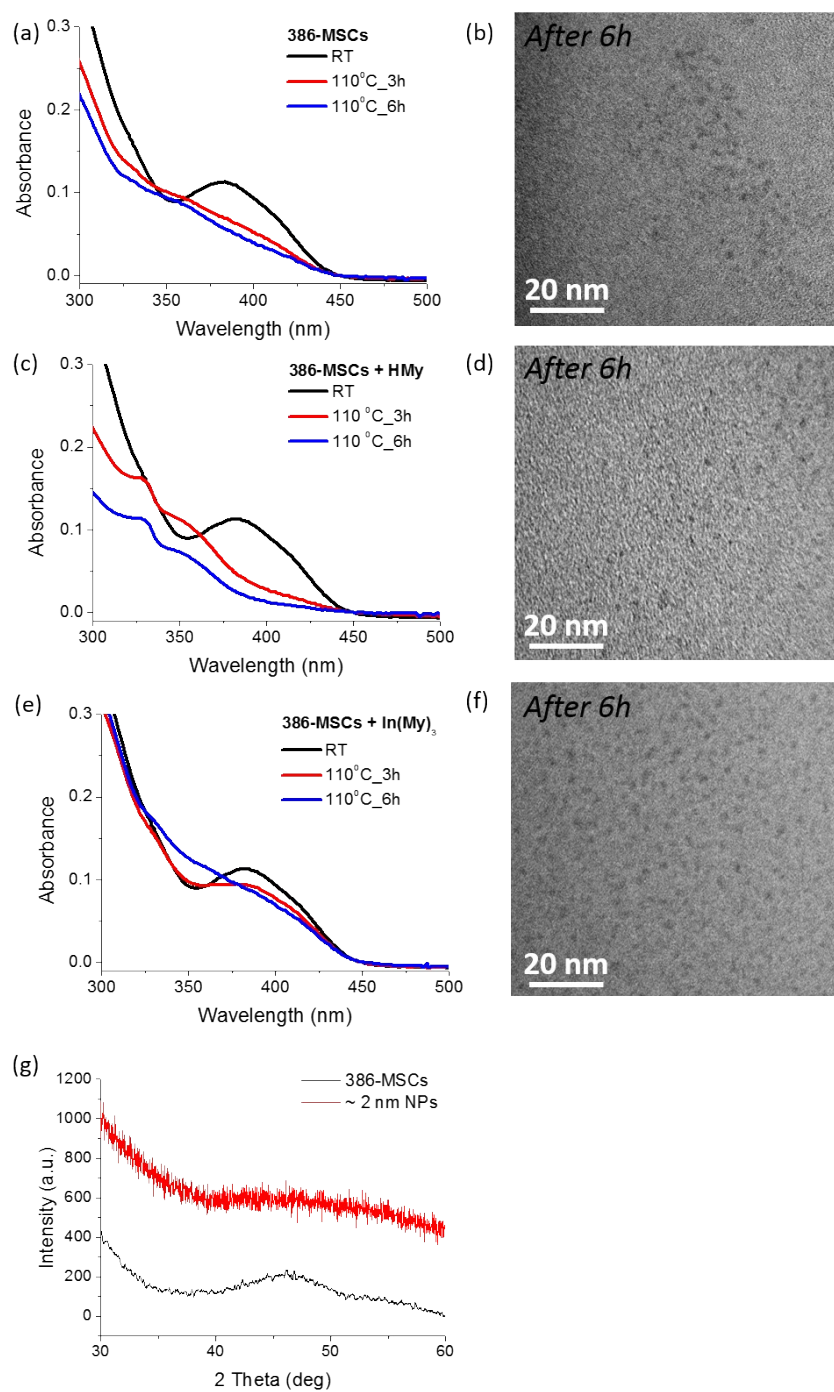 (a)
386-MSCs
RT
110°C_3h
110°C_6h
0.3
0.2
0.1
0.0
300 350 400 450 500
Absorbance
Wavelength (nm)
(b)
After 6h
20 nm
(c)
386-MSCs + HMy
RT
110 °C_3h
110 °C_6h
0.3
0.2
0.1
0.0
300 350 400 450 500
Absorbance
Wavelength (nm)
(d)
After 6h
20 nm
(e)
386-MSCs + In(My)₃
RT
110°C_3h
110°C_6h
0.3
0.2
0.1
0.0
300 350 400 450 500
Absorbance
Wavelength (nm)
(f)
After 6h
20 nm
(g)
386-MSCs
~ 2 nm NPs
1200
1000
800
600
400
200
0
30 40 50 60
Intensity (a.u.)
2 Theta (deg)